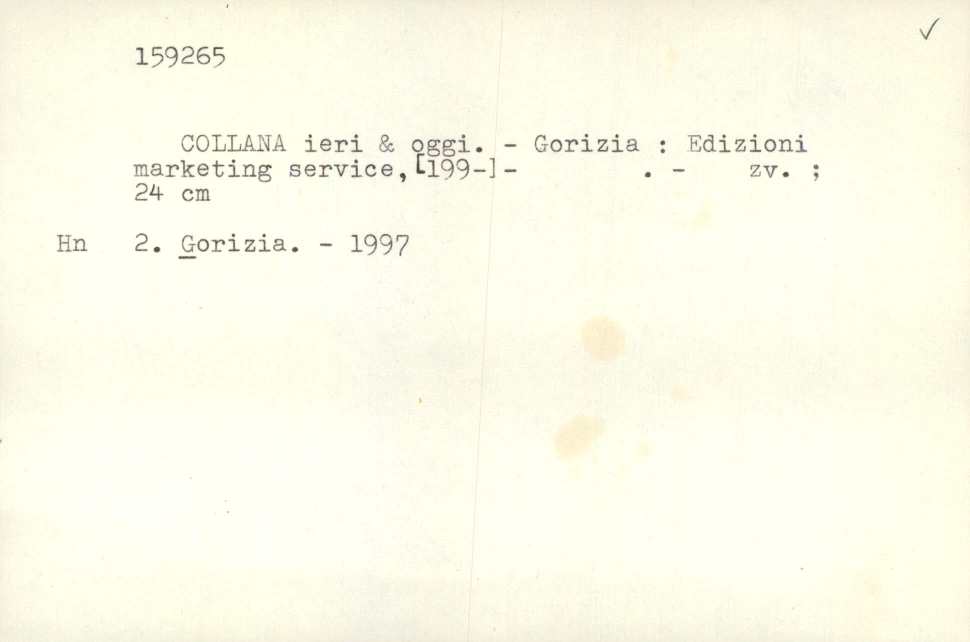 159265
COLLANA ieri & oggi. - Gorizia : Edizioni
marketing service, [199-] - . - zv. ;
24 cm
Hn 2. Gorizia. - 1997